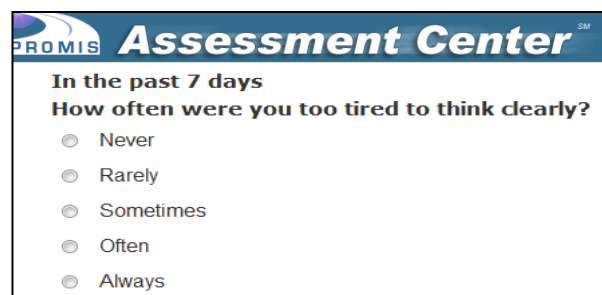 PROMIS Assessment Center SM
In the past 7 days
How often were you too tired to think clearly?
Never
Rarely
Sometimes
Often
Always